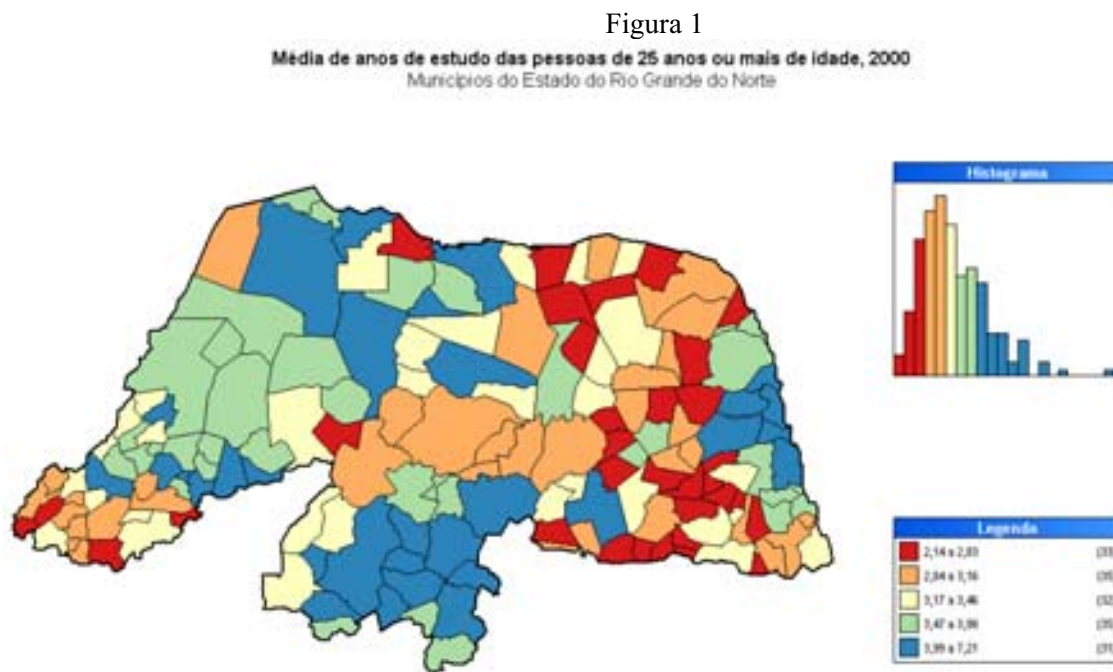 Figura 1
Média de anos de estudo das pessoas de 25 anos ou mais de idade, 2000
Municípios do Estado do Rio Grande do Norte
Histograma
Legenda
2,14 a 2,83
2,84 a 3,16
3,17 a 3,46
3,47 a 3,98
3,99 a 7,21